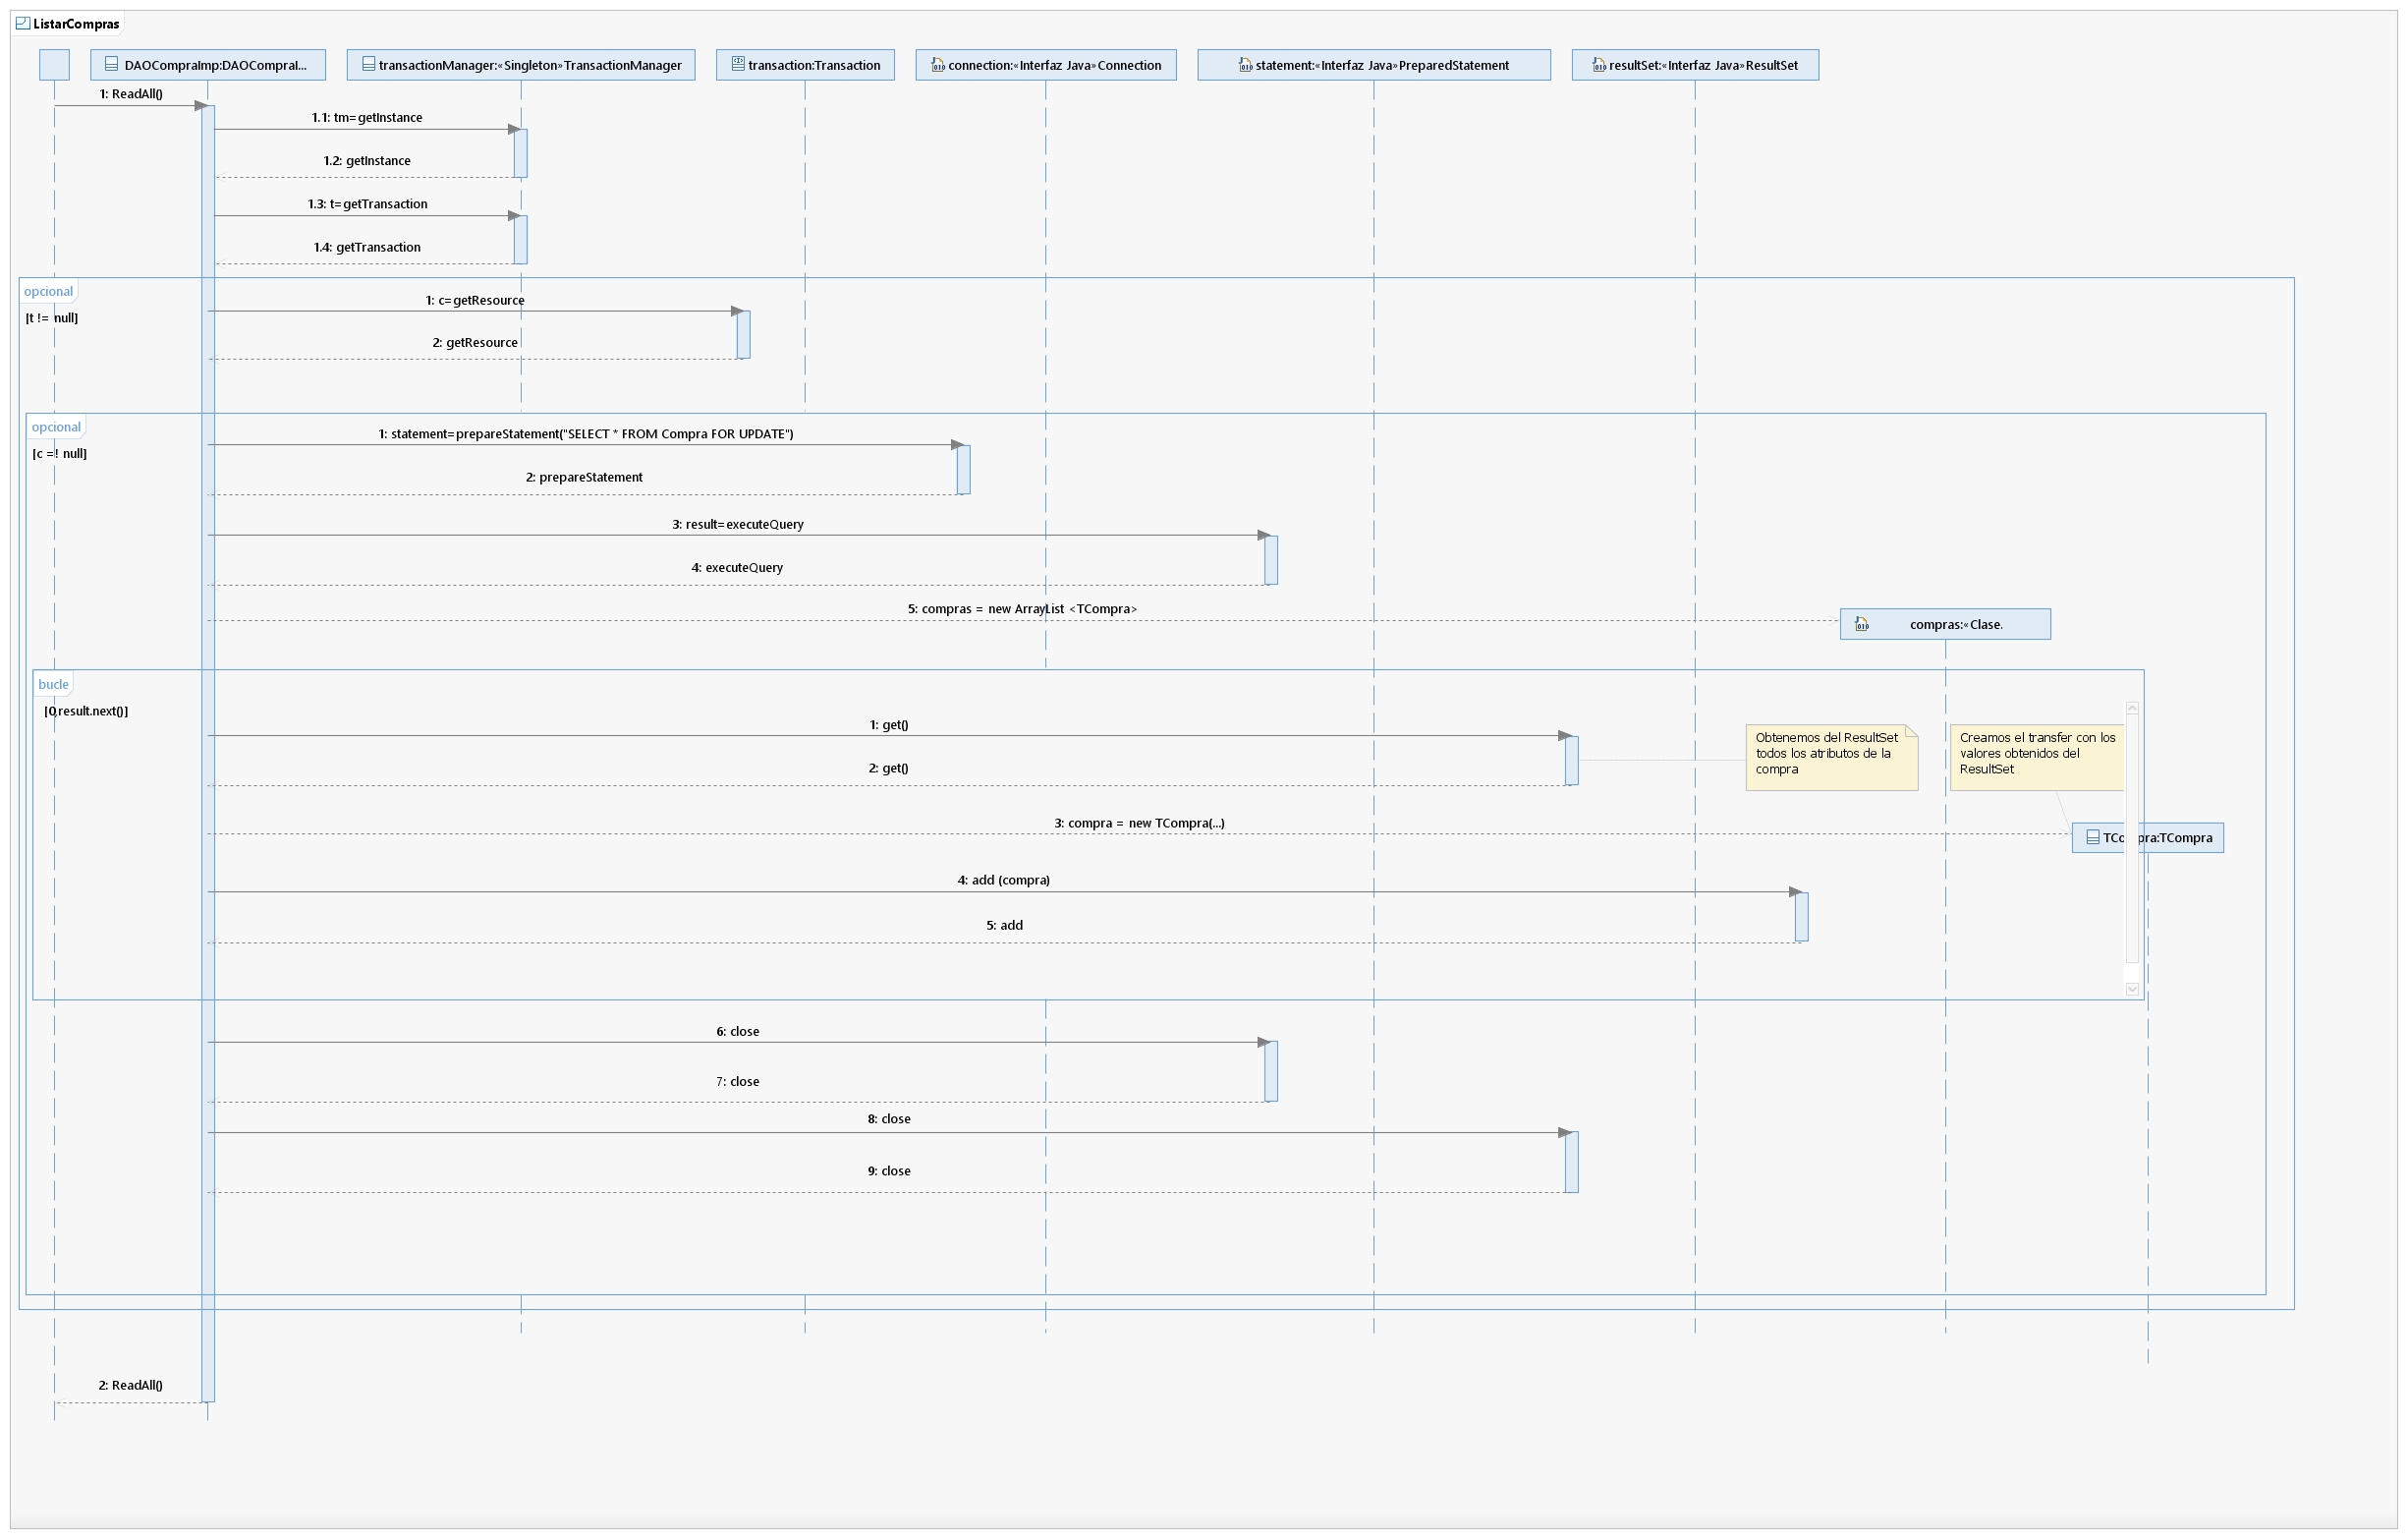 ListarCompras
DAOCompraImp:DAOCompraI...
transactionManager:«Singleton»TransactionManager
transaction:Transaction
connection:«Interfaz Java»Connection
statement:«Interfaz Java»PreparedStatement
resultSet:«Interfaz Java»ResultSet
1: ReadAll()
1.1: tm=getInstance
1.2: getInstance
1.3: t=getTransaction
1.4: getTransaction
opcional
[t != null]
1: c=getResource
2: getResource
opcional
[c =! null]
1: statement=prepareStatement("SELECT * FROM Compra FOR UPDATE")
2: prepareStatement
3: result=executeQuery
4: executeQuery
5: compras = new ArrayList <TCompra>
compras:«Clase.
bucle
[0,result.next()]
1: get()
2: get()
Obtenemos del ResultSet
todos los atributos de la
compra
Creamos el transfer con los
valores obtenidos del
ResultSet
3: compra = new TCompra(...)
TCompra:TCompra
4: add (compra)
5: add
6: close
7: close
8: close
9: close
2: ReadAll()